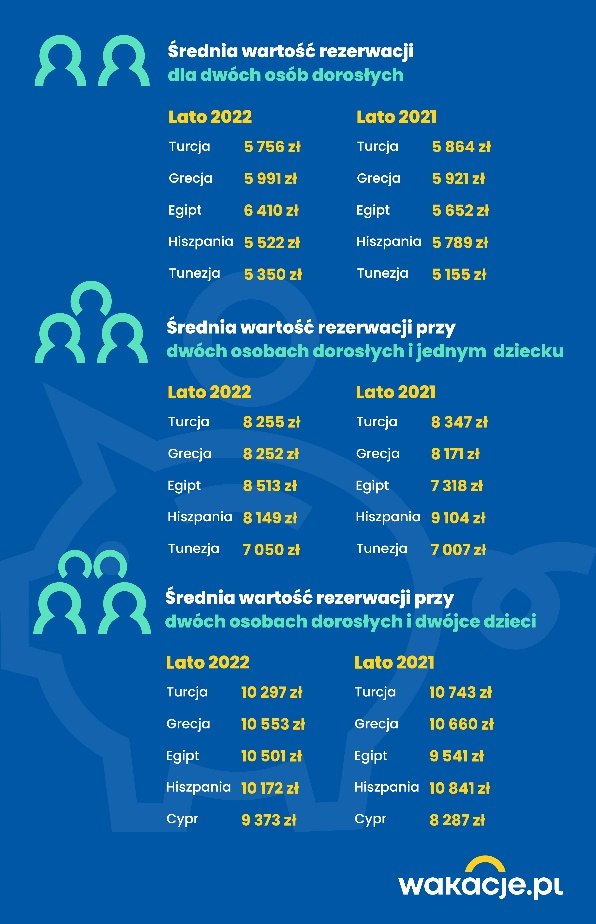 Średnia wartość rezerwacji
dla dwóch osób dorosłych
Lato 2022 Lato 2021
Turcja 5 756 zł Turcja 5 864 zł
Grecja 5 991 zł Grecja 5 921 zł
Egipt 6 410 zł Egipt 5 652 zł
Hiszpania 5 522 zł Hiszpania 5 789 zł
Tunezja 5 350 zł Tunezja 5 155 zł
Średnia wartość rezerwacji przy
dwóch osobach dorosłych i jednym dziecku
Lato 2022 Lato 2021
Turcja 8 255 zł Turcja 8 347 zł
Grecja 8 252 zł Grecja 8 171 zł
Egipt 8 513 zł Egipt 7 318 zł
Hiszpania 8 149 zł Hiszpania 9 104 zł
Tunezja 7 050 zł Tunezja 7 007 zł
Średnia wartość rezerwacji przy
dwóch osobach dorosłych i dwójce dzieci
Lato 2022 Lato 2021
Turcja 10 297 zł Turcja 10 743 zł
Grecja 10 553 zł Grecja 10 660 zł
Egipt 10 501 zł Egipt 9 541 zł
Hiszpania 10 172 zł Hiszpania 10 841 zł
Cypr 9 373 zł Cypr 8 287 zł
wakacje.pl